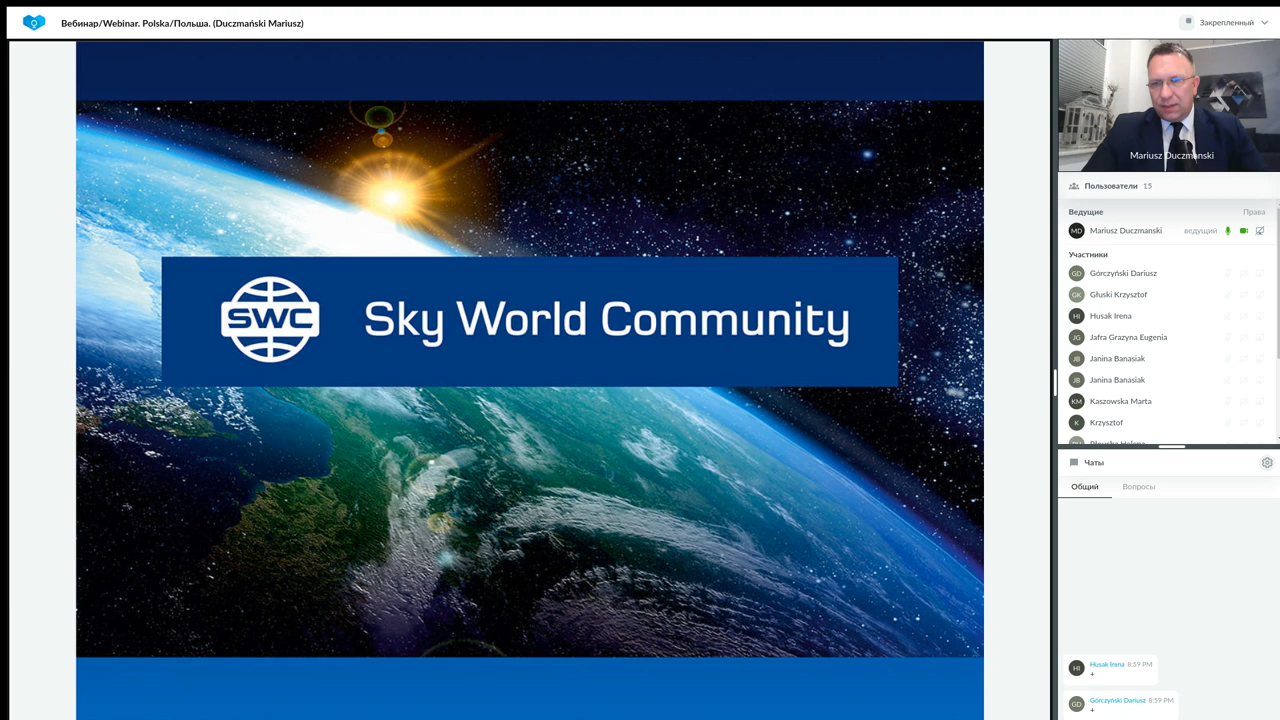 Вебинар/Webinar. Polska/Польша. (Duczmański Mariusz)
Закрепленный
SWC
Sky World Community
Mariusz Duczmanski
Пользователи 15
Ведущие Права
MD Mariusz Duczmanski ведущий
Участники
GD Górczyński Dariusz
GK Głuski Krzysztof
HI Husak Irena
JG Jafra Grazyna Eugenia
JB Janina Banasiak
JB Janina Banasiak
KM Kaszowska Marta
K Krzysztof
Чаты
Общий Вопросы
HI Husak Irena 8:59 PM
+
GD Górczyński Dariusz 8:59 PM
+